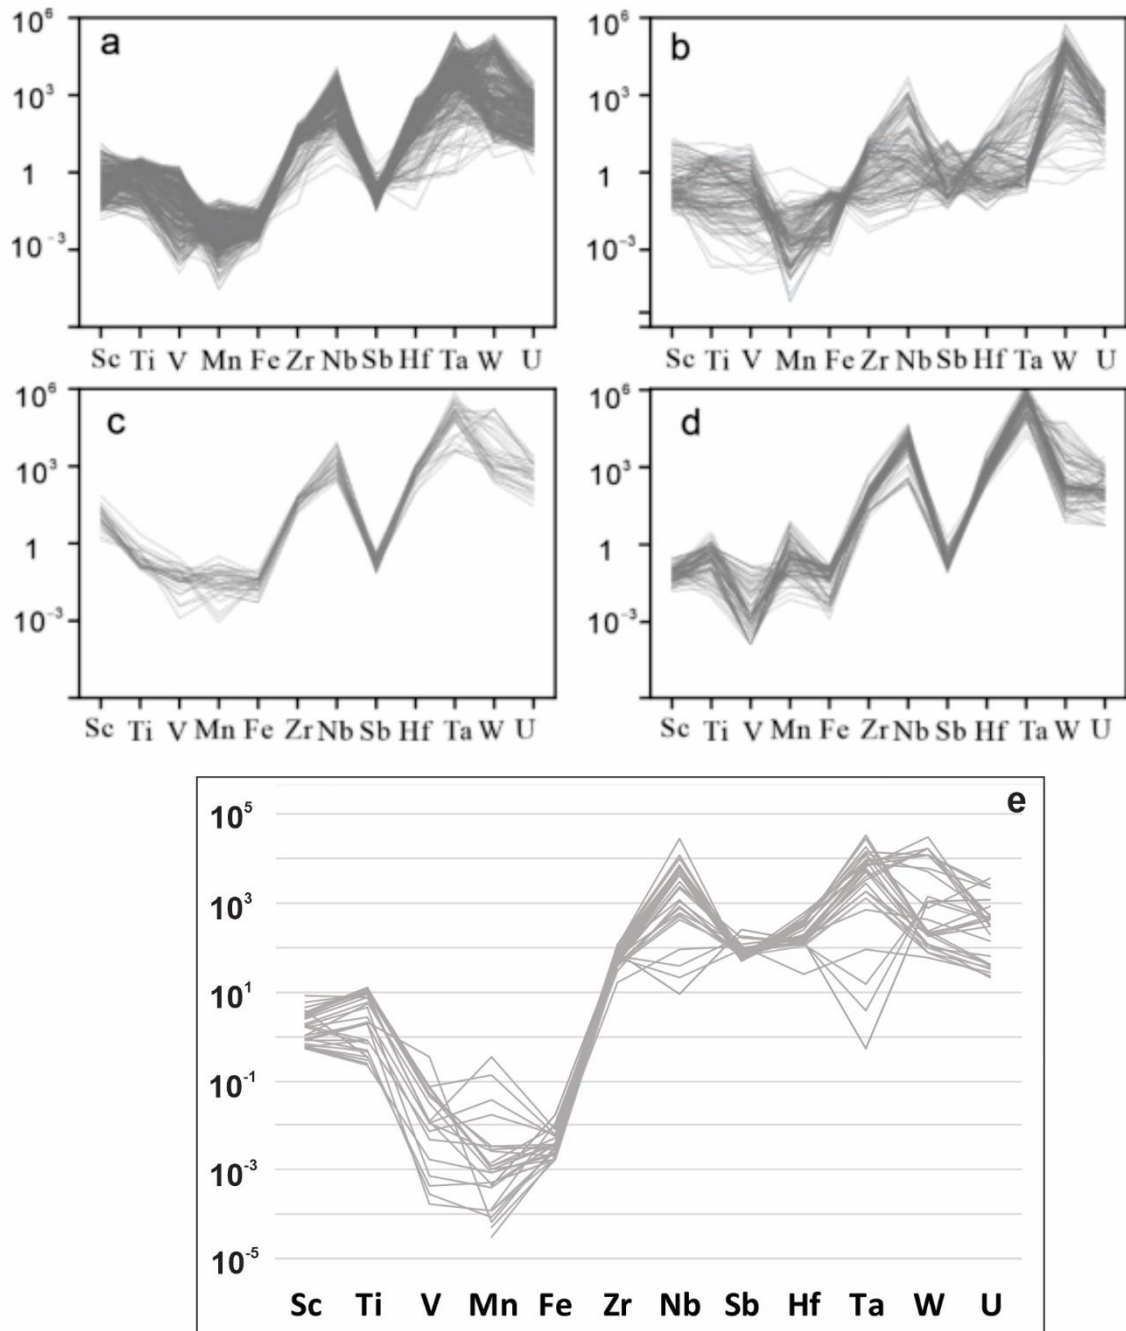 10⁶ a 10⁶ b
10³ 10³
1 1
10⁻³ 10⁻³
Sc Ti V Mn Fe Zr Nb Sb Hf Ta W U Sc Ti V Mn Fe Zr Nb Sb Hf Ta W U
10⁶ c 10⁶ d
10³ 10³
1 1
10⁻³ 10⁻³
Sc Ti V Mn Fe Zr Nb Sb Hf Ta W U Sc Ti V Mn Fe Zr Nb Sb Hf Ta W U
e
10⁵
10³
10¹
10⁻¹
10⁻³
10⁻⁵
Sc Ti V Mn Fe Zr Nb Sb Hf Ta W U